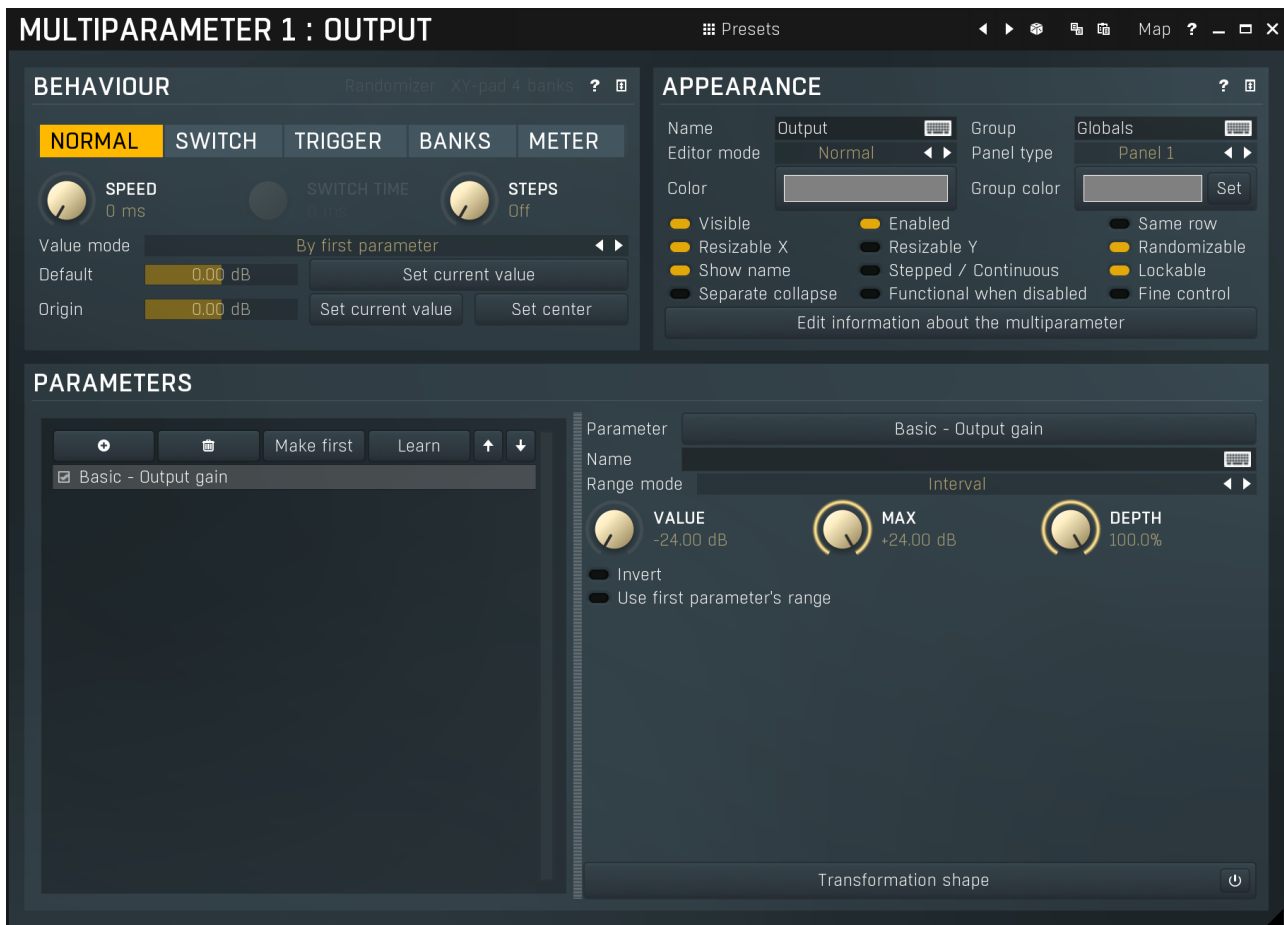 MULTIPARAMETER 1 : OUTPUT Presets Map ?
BEHAVIOUR Randomizer XY-pad 4 banks ?
NORMAL SWITCH TRIGGER BANKS METER
SPEED SWITCH TIME STEPS
0 ms 0 ms Off
Value mode By first parameter
Default 0.00 dB Set current value
Origin 0.00 dB Set current value Set center
APPEARANCE ?
Name Output Group Globals
Editor mode Normal Panel type Panel 1
Color Group color Set
Visible Enabled Same row
Resizable X Resizable Y Randomizable
Show name Stepped / Continuous Lockable
Separate collapse Functional when disabled Fine control
Edit information about the multiparameter
PARAMETERS
Make first Learn
Basic - Output gain
Parameter Basic - Output gain
Name
Range mode Interval
VALUE MAX DEPTH
-24.00 dB +24.00 dB 100.0%
Invert
Use first parameter's range
Transformation shape